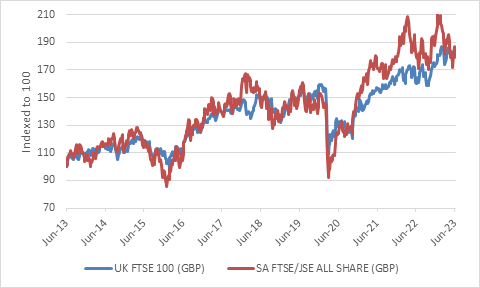 210
190
170
150
130
110
90
70
Indexed to 100
Jun-13
Jun-14
Jun-15
Jun-16
Jun-17
Jun-18
Jun-19
Jun-20
Jun-21
Jun-22
Jun-23
UK FTSE 100 (GBP)
SA FTSE/JSE ALL SHARE (GBP)